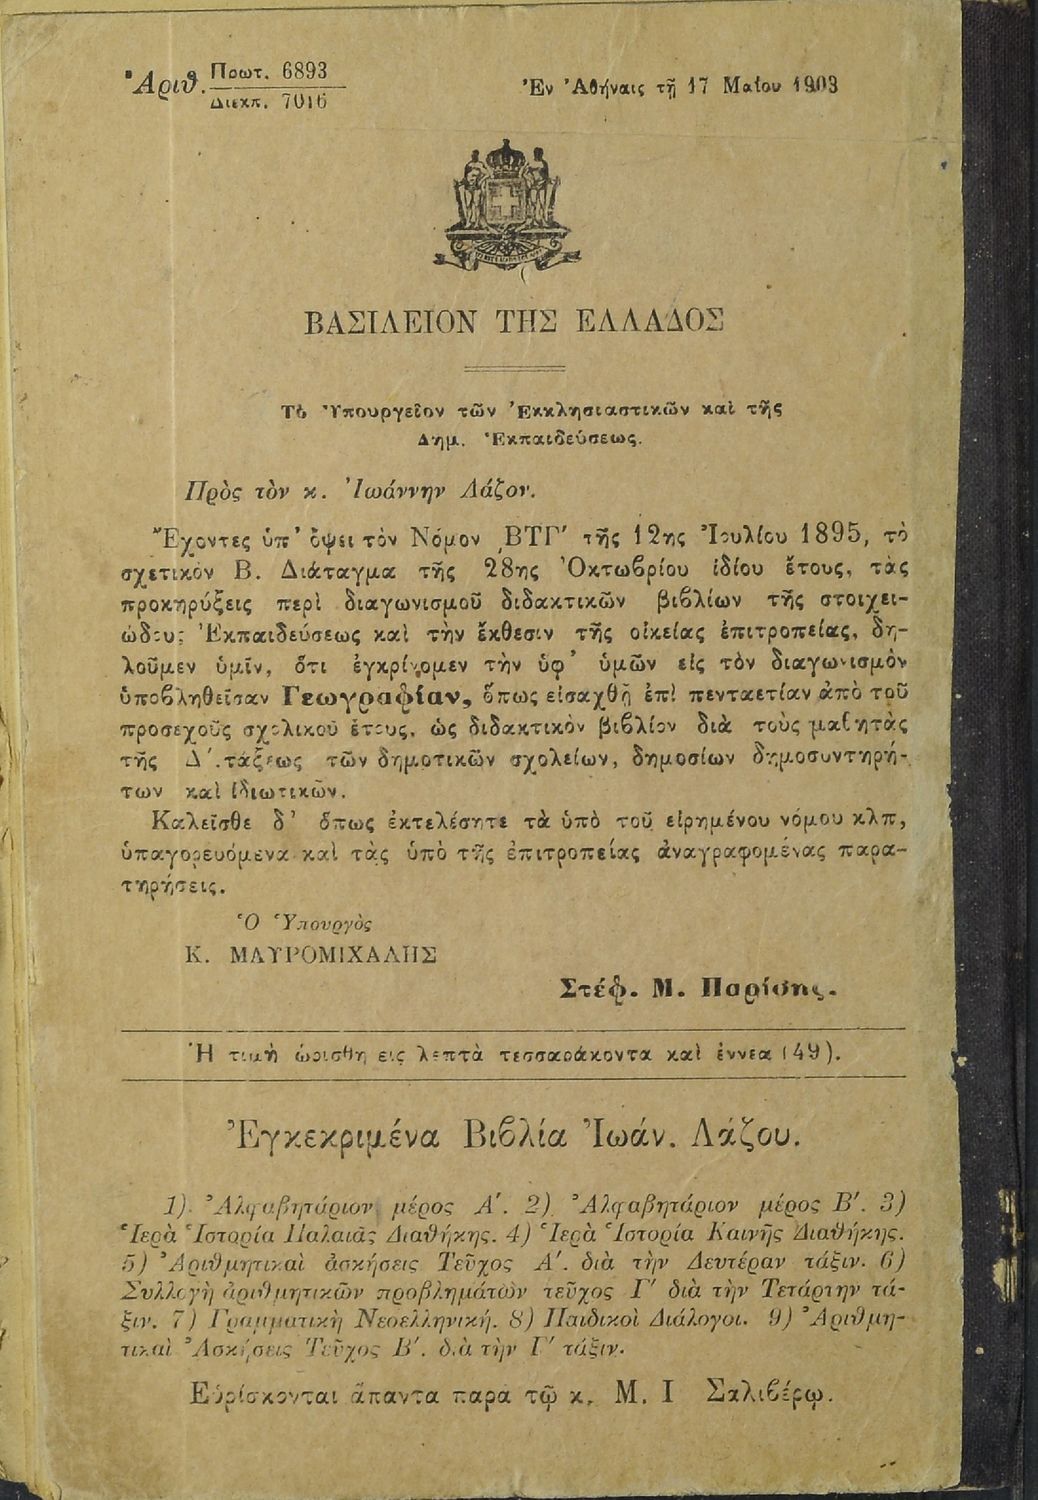 Ἀριθ. Πρωτ. 6893
Διεκπ. 7016
Ἐν Ἀθήναις τῇ 17 Μαΐου 1903
ΒΑΣΙΛΕΙΟΝ ΤΗΣ ΕΛΛΑΔΟΣ
Τὸ Ὑπουργεῖον τῶν Ἐκκλησιαστικῶν καὶ τῆς
Δημ. Ἐκπαιδεύσεως.
Πρὸς τὸν κ. Ἰωάννην Λάζον.
Ἔχοντες ὑπ' ὄψει τὸν Νόμον ͵ΒΤΓ' τῆς 12ης Ἰουλίου 1895, τὸ
σχετικὸν Β. Διάταγμα τῆς 28ης Ὀκτωβρίου ἰδίου ἔτους, τὰς
προκηρύξεις περὶ διαγωνισμοῦ διδακτικῶν βιβλίων τῆς στοιχει-
ώδους Ἐκπαιδεύσεως καὶ τὴν ἔκθεσιν τῆς οἰκείας ἐπιτροπείας, δη-
λοῦμεν ὑμῖν, ὅτι ἐγκρίνομεν τὴν ὑφ' ὑμῶν εἰς τὸν διαγωνισμὸν
ὑποβληθεῖσαν Γεωγραφίαν, ὅπως εἰσαχθῇ ἐπὶ πενταετίαν ἀπὸ τοῦ
προσεχοῦς σχολικοῦ ἔτους, ὡς διδακτικὸν βιβλίον διὰ τοὺς μαθητὰς
τῆς Δ'. τάξεως τῶν δημοτικῶν σχολείων, δημοσίων δημοσυντηρή-
των καὶ ἰδιωτικῶν.
Καλεῖσθε δ' ὅπως ἐκτελέσητε τὰ ὑπὸ τοῦ εἰρημένου νόμου κλπ,
ὑπαγορευόμενα καὶ τὰς ὑπὸ τῆς ἐπιτροπείας ἀναγραφομένας παρα-
τηρήσεις.
Ὁ Ὑπουργὸς
Κ. ΜΑΥΡΟΜΙΧΑΛΗΣ
Στέφ. Μ. Παρίσης.
Ἡ τιμὴ ὡρίσθη εἰς λεπτὰ τεσσαράκοντα καὶ ἐννέα (49).
Ἐγκεκριμένα Βιβλία Ἰωάν. Λάζου.
1) Ἀλφαβητάριον μέρος Α'. 2) Ἀλφαβητάριον μέρος Β'. 3)
Ἱερὰ Ἱστορία Παλαιᾶς Διαθήκης. 4) Ἱερὰ Ἱστορία Καινῆς Διαθήκης.
5) Ἀριθμητικαὶ ἀσκήσεις Τεῦχος Α'. διὰ τὴν Δευτέραν τάξιν. 6)
Συλλογὴ ἀριθμητικῶν προβλημάτων τεῦχος Γ' διὰ τὴν Τετάρτην τά-
ξιν. 7) Γραμματικὴ Νεοελληνική. 8) Παιδικοὶ Διάλογοι. 9) Ἀριθμη-
τικαὶ Ἀσκήσεις Τεῦχος Β'. διὰ τὴν Γ' τάξιν.
Εὑρίσκονται ἅπαντα παρὰ τῷ κ. Μ. Ι Σαλιβέρῳ.